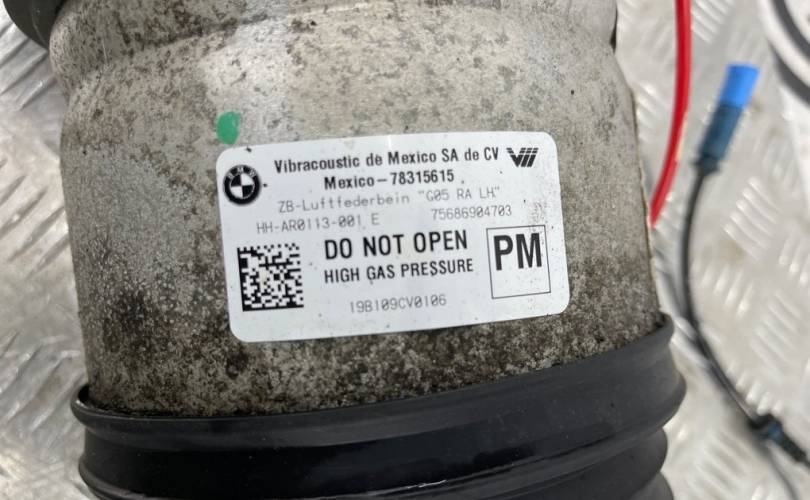 Vibracoustic de Mexico SA de CV
Mexico-78315615
ZB-Luftfederbein "G05 RA LH"
HH-AR0113-001 E 75686904703
DO NOT OPEN
HIGH GAS PRESSURE
PM
19B109CV0106